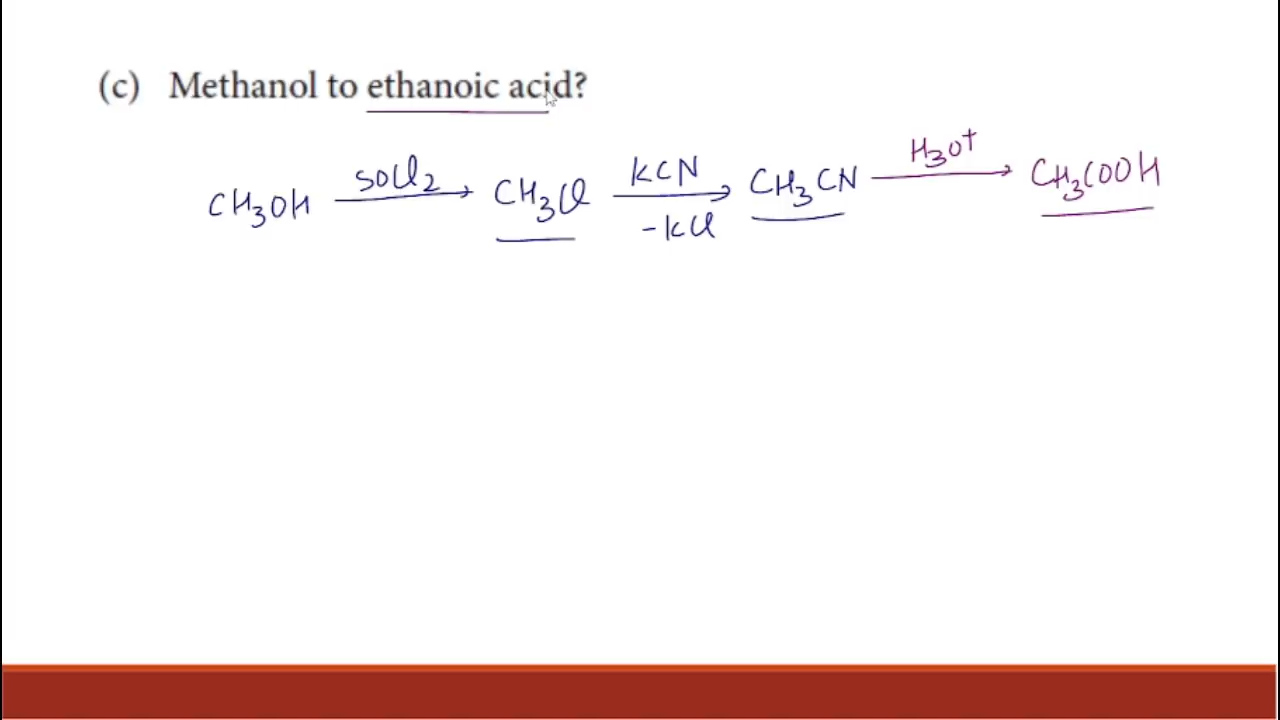 (c) Methanol to ethanoic acid?
CH3OH SOCl2 → CH3Cl KCN → CH3CN H3O+ → CH3COOH
-KCl